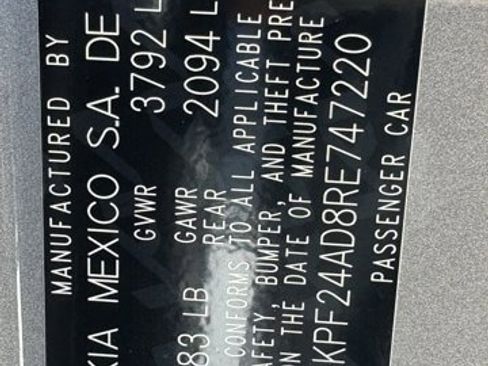 MANUFACTURED BY
KIA MEXICO S.A. DE
GVWR 3792 L
GAWR 2094 L
83 LB REAR
CONFORMS TO ALL APPLICABLE
AFETY, BUMPER, AND THEFT PRE
ON THE DATE OF MANUFACTURE
KPF24AD8RE747220
PASSENGER CAR